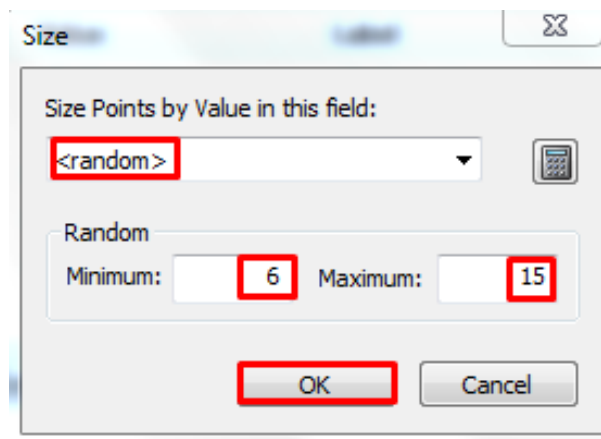 Size
Size Points by Value in this field:
<random>
Random
Minimum: 6 Maximum: 15
OK Cancel